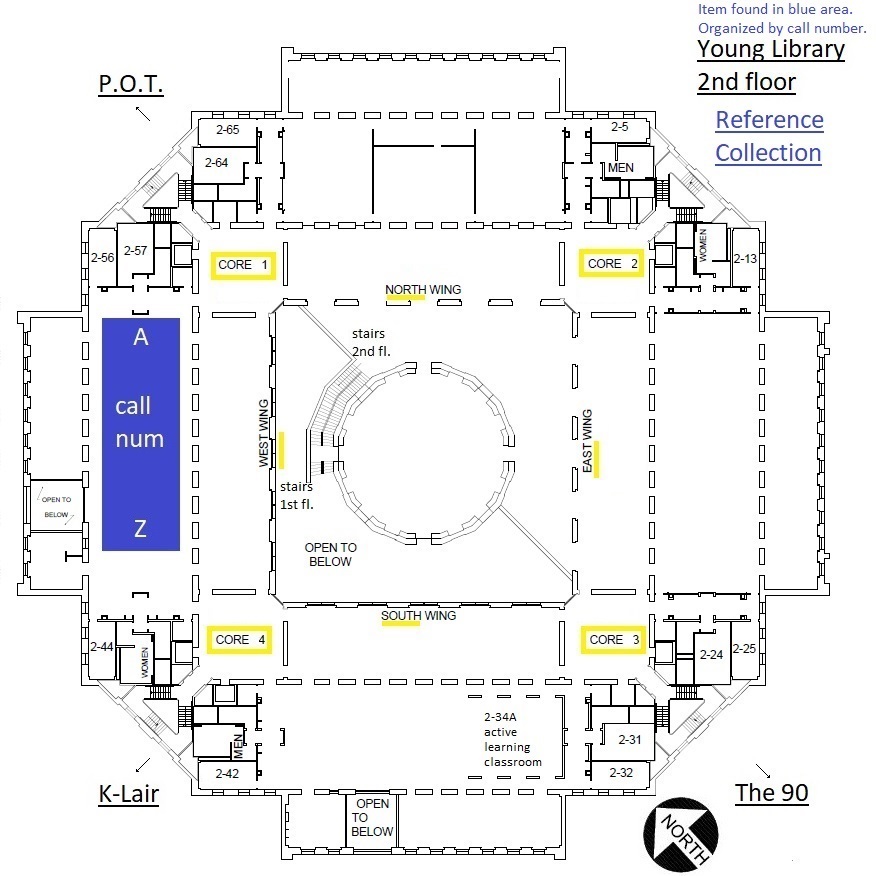 Item found in blue area.
Organized by call number.
Young Library
2nd floor
Reference
Collection
P.O.T.
2-65
2-64
2-5
MEN
2-56
2-57
WOMEN
2-13
CORE 1
CORE 2
NORTH WING
A
call
num
Z
stairs
2nd fl.
WEST WING
EAST WING
stairs
1st fl.
OPEN TO
BELOW
OPEN TO
BELOW
SOUTH WING
CORE 4
CORE 3
2-44
WOMEN
2-24
2-25
2-34A
active
learning
classroom
MEN
2-42
2-31
2-32
K-Lair
OPEN
TO
BELOW
The 90
NORTH